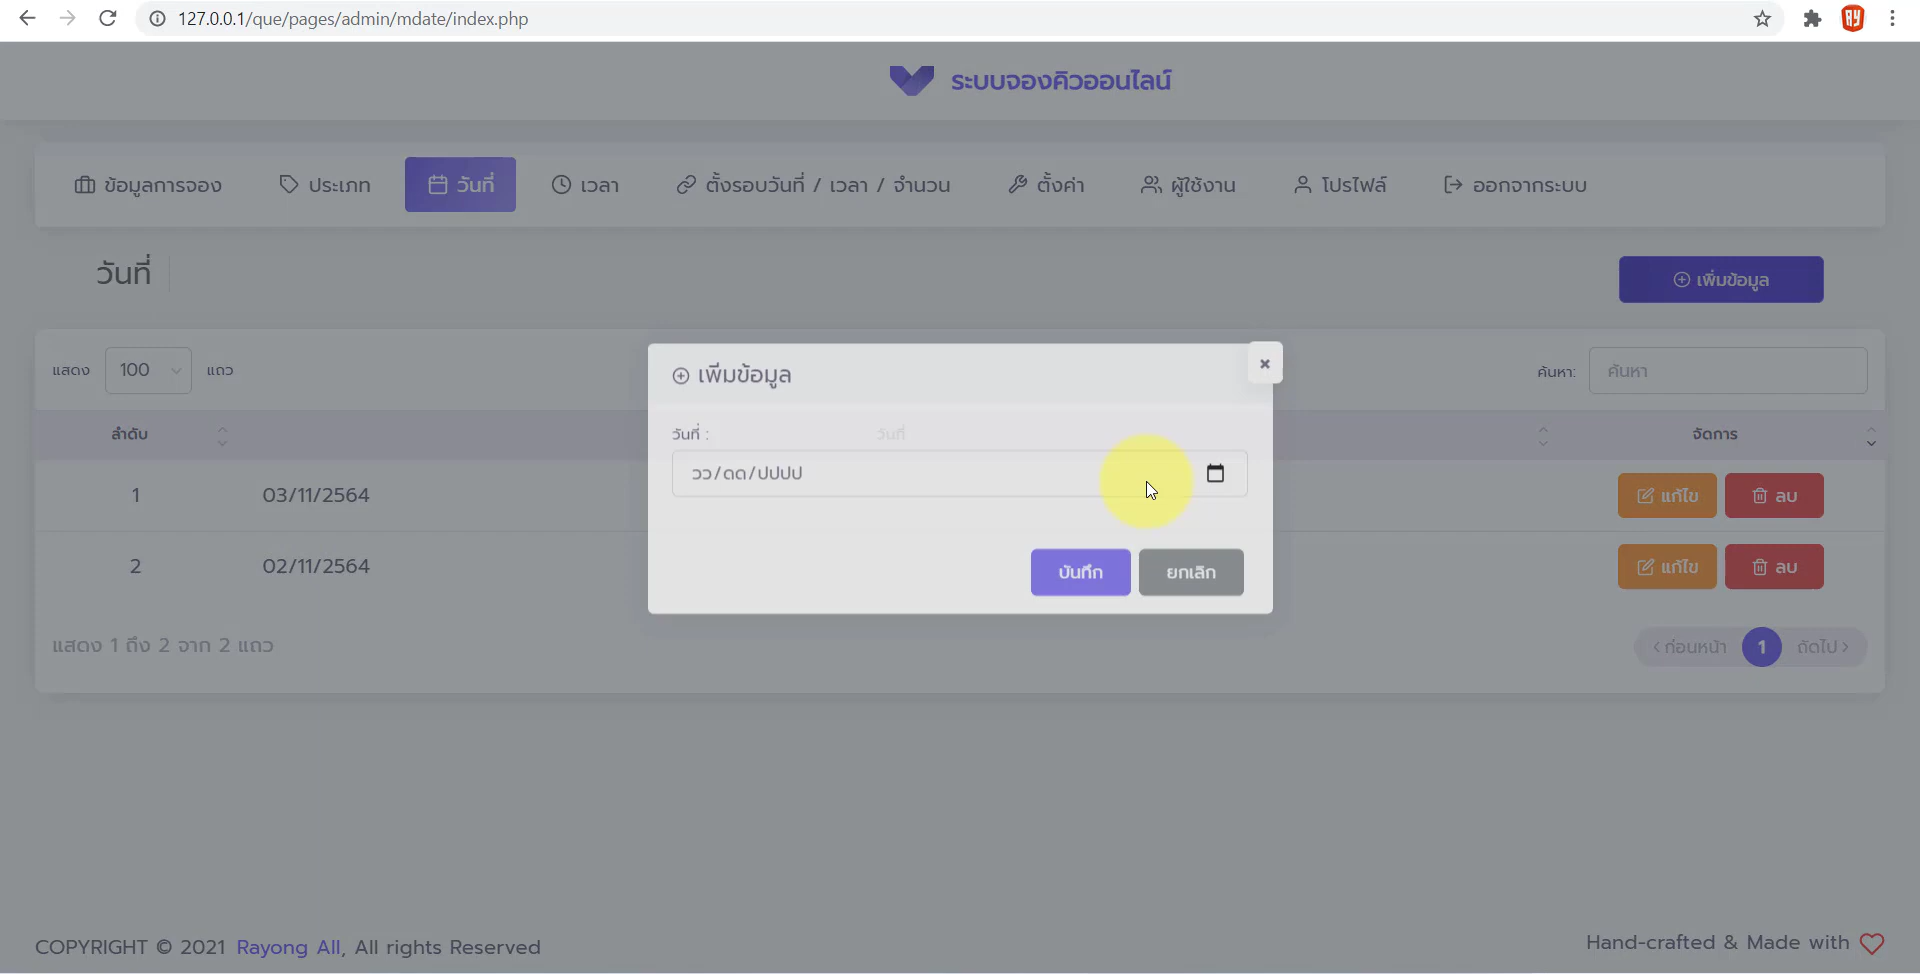 127.0.0.1/que/pages/admin/mdate/index.php
ระบบจองคิวออนไลน์
ข้อมูลการจอง ประเภท วันที่ เวลา ตั้งรอบวันที่ / เวลา / จำนวน ตั้งค่า ผู้ใช้งาน โปรไฟล์ ออกจากระบบ
วันที่
เพิ่มข้อมูล
แสดง 100 แถว
ค้นหา: ค้นหา
เพิ่มข้อมูล
ลำดับ วันที่ จัดการ
วันที่ :
วว/ดด/ปปปป
1 03/11/2564 แก้ไข ลบ
2 02/11/2564 แก้ไข ลบ
บันทึก ยกเลิก
แสดง 1 ถึง 2 จาก 2 แถว
ก่อนหน้า 1 ถัดไป
COPYRIGHT © 2021 Rayong All, All rights Reserved
Hand-crafted & Made with